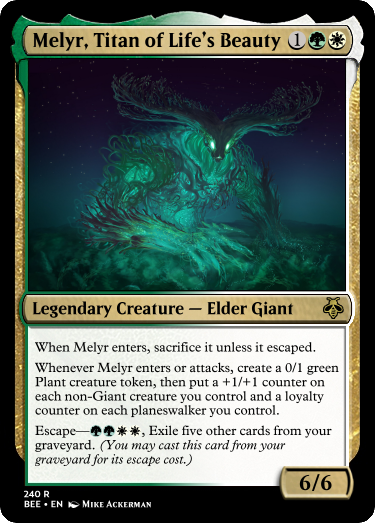 Melyr, Titan of Life's Beauty 1
Legendary Creature — Elder Giant
When Melyr enters, sacrifice it unless it escaped.
Whenever Melyr enters or attacks, create a 0/1 green
Plant creature token, then put a +1/+1 counter on
each non-Giant creature you control and a loyalty
counter on each planeswalker you control.
Escape—, Exile five other cards from your
graveyard. (You may cast this card from your
graveyard for its escape cost.)
6/6
240 R
BEE • EN Mike Ackerman